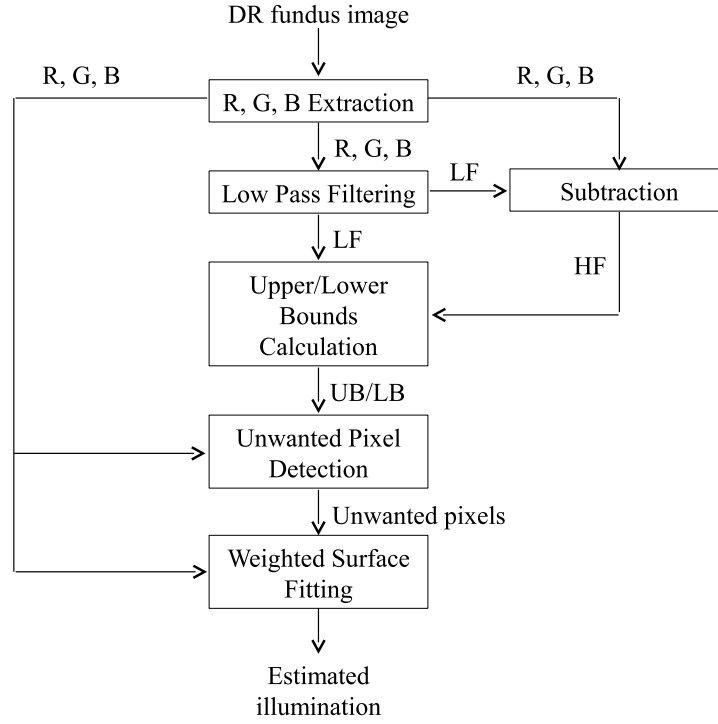 DR fundus image
R, G, B
R, G, B
R, G, B Extraction
R, G, B
LF
Low Pass Filtering
Subtraction
LF
HF
Upper/Lower
Bounds
Calculation
UB/LB
Unwanted Pixel
Detection
Unwanted pixels
Weighted Surface
Fitting
Estimated
illumination